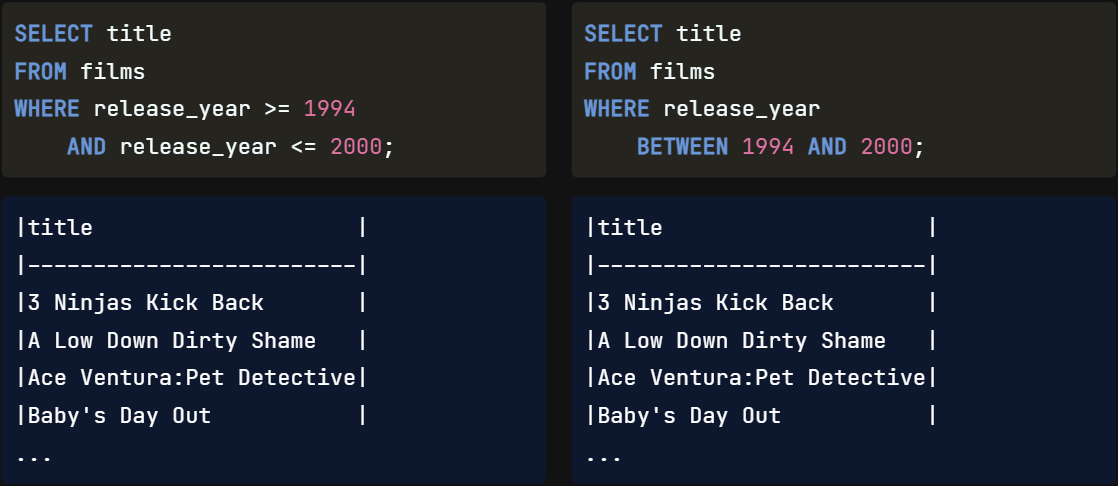 SELECT title
FROM films
WHERE release_year >= 1994
    AND release_year <= 2000;
|title                    |
|-------------------------|
|3 Ninjas Kick Back       |
|A Low Down Dirty Shame   |
|Ace Ventura:Pet Detective|
|Baby's Day Out           |
...
SELECT title
FROM films
WHERE release_year
    BETWEEN 1994 AND 2000;
|title                    |
|-------------------------|
|3 Ninjas Kick Back       |
|A Low Down Dirty Shame   |
|Ace Ventura:Pet Detective|
|Baby's Day Out           |
...